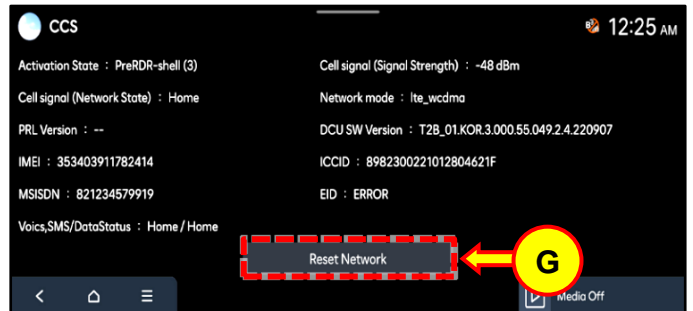 CCS
12:25 AM
Activation State : PreRDR-shell (3)
Cell signal (Signal Strength) : -48 dBm
Cell signal (Network State) : Home
Network mode : lte_wcdma
PRL Version : --
DCU SW Version : T2B_01.KOR.3.000.55.049.2.4.220907
IMEI : 353403911782414
ICCID : 8982300221012804621F
MSISDN : 821234579919
EID : ERROR
Voics,SMS/DataStatus : Home / Home
Reset Network
G
Media Off